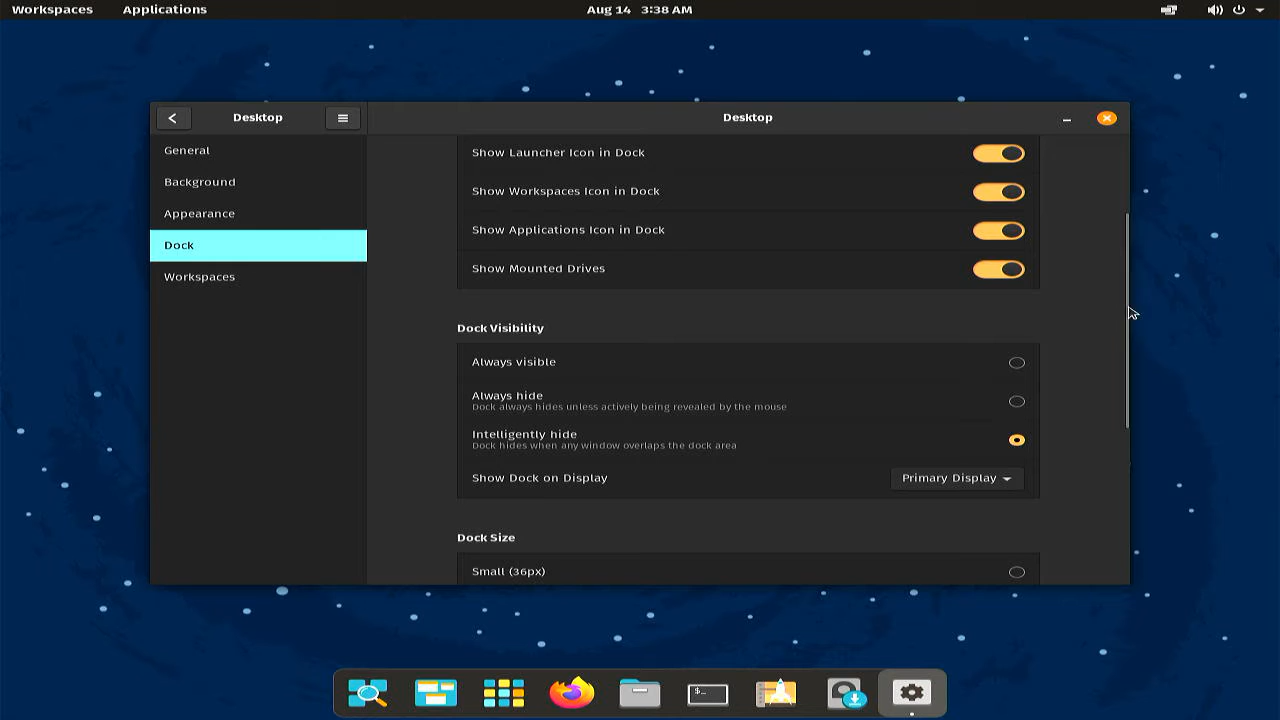 Workspaces Applications Aug 14 3:38 AM
Desktop Desktop
General
Background
Appearance
Dock
Workspaces
Show Launcher Icon in Dock
Show Workspaces Icon in Dock
Show Applications Icon in Dock
Show Mounted Drives
Dock Visibility
Always visible
Always hide
Dock always hides unless actively being revealed by the mouse
Intelligently hide
Dock hides when any window overlaps the dock area
Show Dock on Display Primary Display
Dock Size
Small (36px)
$_